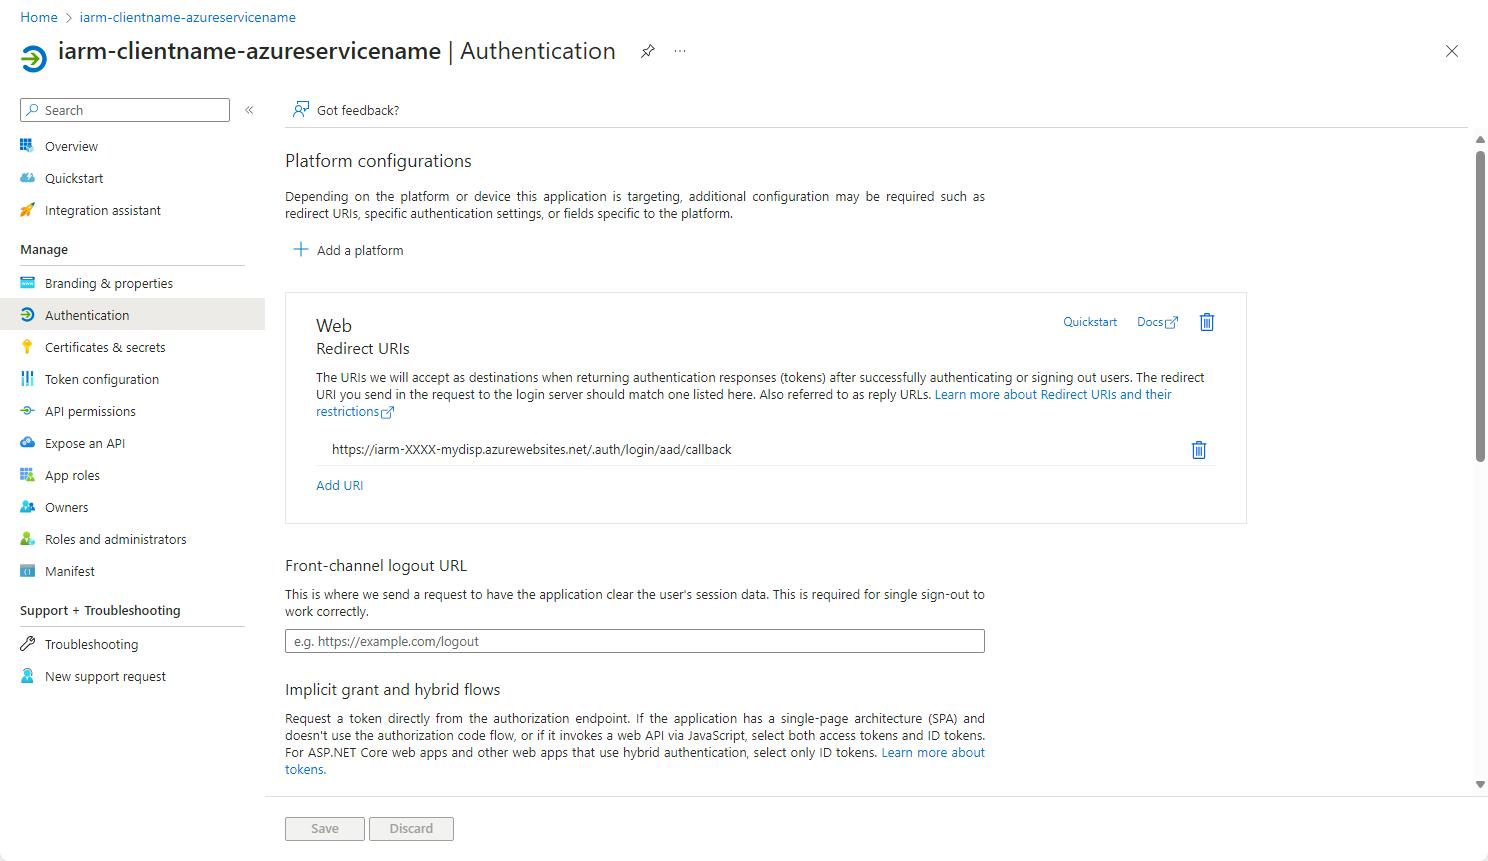 Home > iarm-clientname-azureservicename
iarm-clientname-azureservicename | Authentication
Search
Got feedback?
Overview
Quickstart
Integration assistant
Manage
Branding & properties
Authentication
Certificates & secrets
Token configuration
API permissions
Expose an API
App roles
Owners
Roles and administrators
Manifest
Support + Troubleshooting
Troubleshooting
New support request
Platform configurations
Depending on the platform or device this application is targeting, additional configuration may be required such as
redirect URIs, specific authentication settings, or fields specific to the platform.
Add a platform
Web
Quickstart
Docs
Redirect URIs
The URIs we will accept as destinations when returning authentication responses (tokens) after successfully authenticating or signing out users. The redirect
URI you send in the request to the login server should match one listed here. Also referred to as reply URLs. Learn more about Redirect URIs and their
restrictions
https://iarm-XXXX-mydisp.azurewebsites.net/.auth/login/aad/callback
Add URI
Front-channel logout URL
This is where we send a request to have the application clear the user's session data. This is required for single sign-out to
work correctly.
e.g. https://example.com/logout
Implicit grant and hybrid flows
Request a token directly from the authorization endpoint. If the application has a single-page architecture (SPA) and
doesn't use the authorization code flow, or if it invokes a web API via JavaScript, select both access tokens and ID tokens.
For ASP.NET Core web apps and other web apps that use hybrid authentication, select only ID tokens. Learn more about
tokens.
Save
Discard